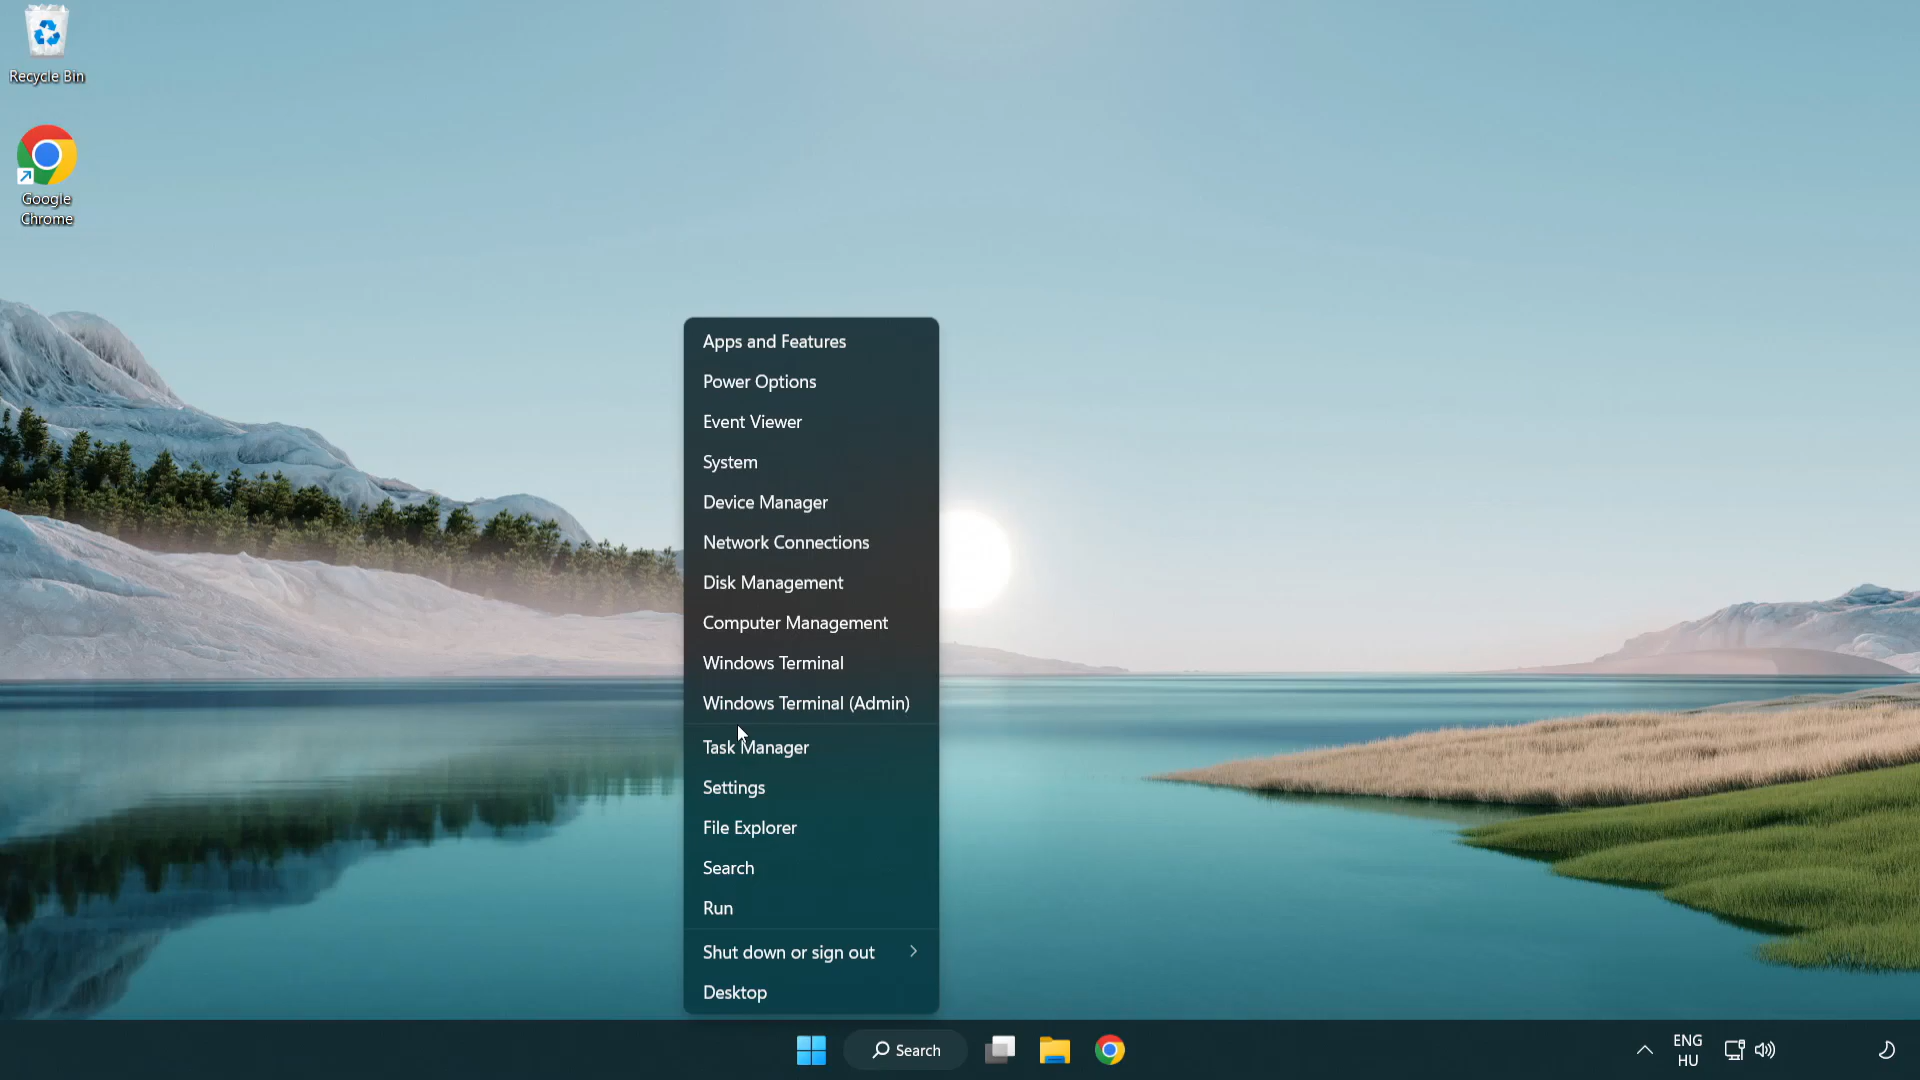 Recycle Bin
Google
Chrome
Apps and Features
Power Options
Event Viewer
System
Device Manager
Network Connections
Disk Management
Computer Management
Windows Terminal
Windows Terminal (Admin)
Task Manager
Settings
File Explorer
Search
Run
Shut down or sign out
Desktop
Search
ENG
HU